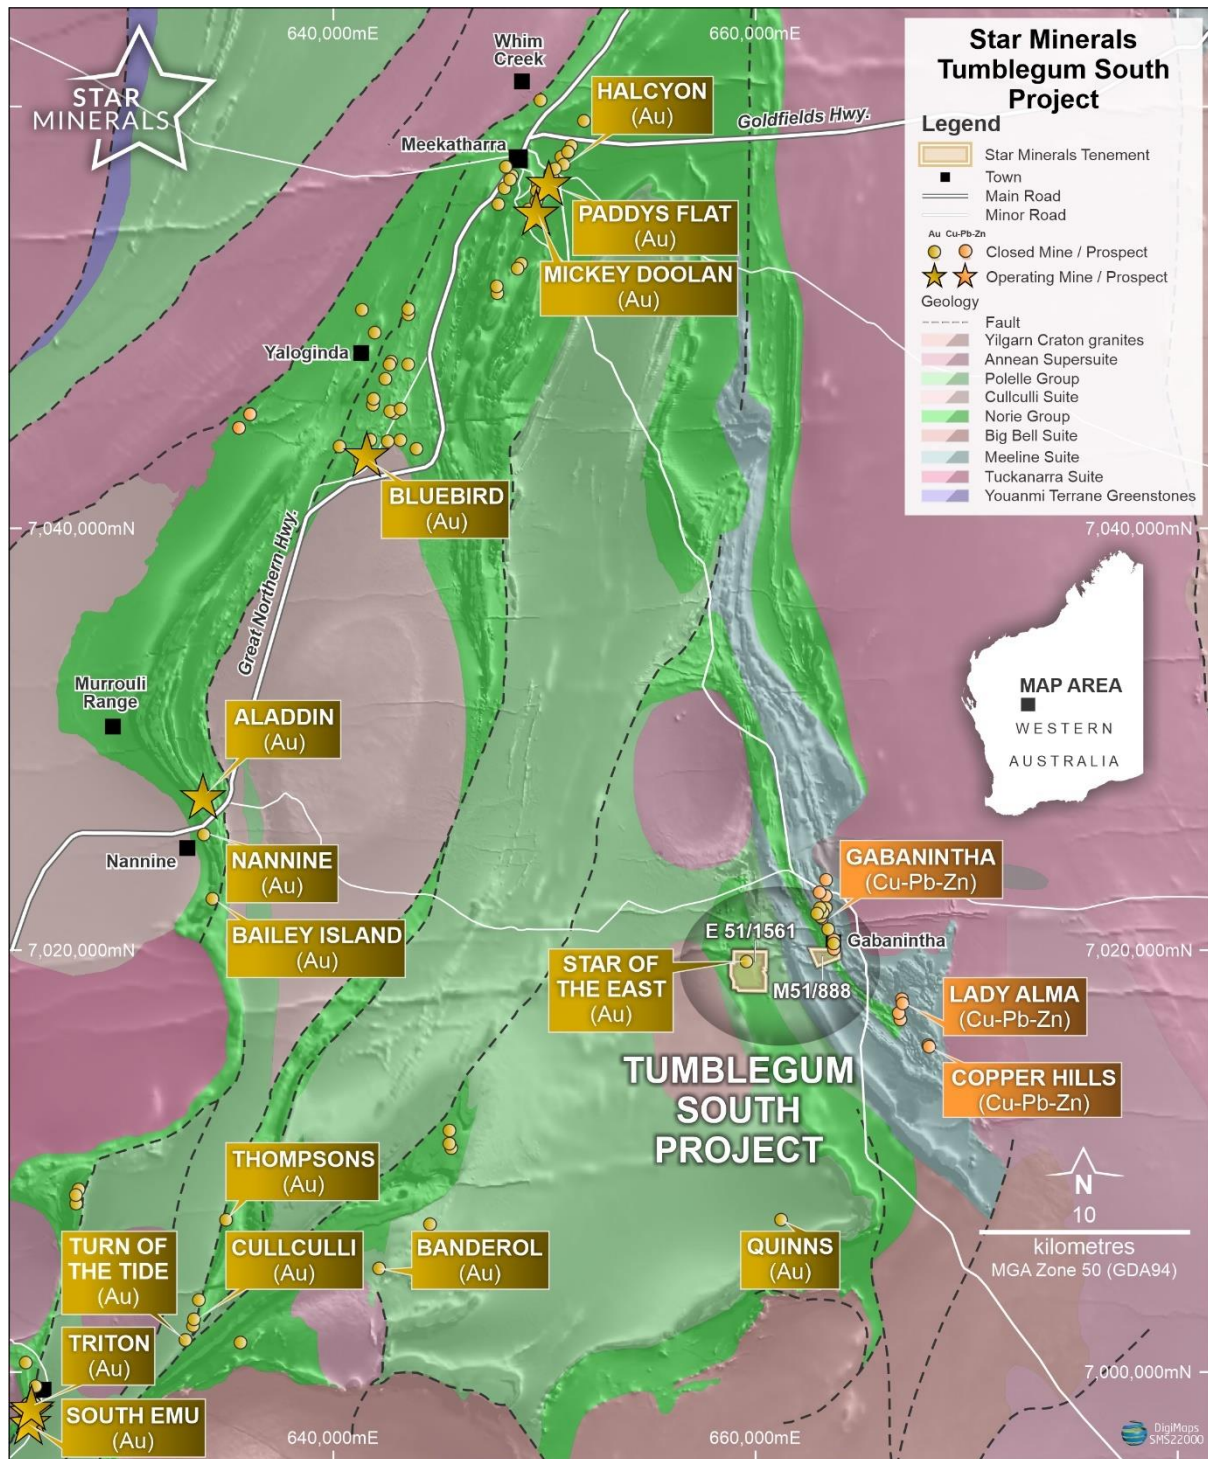 640,000mE
660,000mE
STAR
MINERALS
Whim
Creek
HALCYON
(Au)
Goldfields Hwy.
Meekatharra
PADDYS FLAT
(Au)
MICKEY DOOLAN
(Au)
Yaloginda
BLUEBIRD
(Au)
Star Minerals
Tumblegum South
Project
Legend
Star Minerals Tenement
Town
Main Road
Minor Road
Au Cu-Pb-Zn
Closed Mine / Prospect
Operating Mine / Prospect
Geology
Fault
Yilgarn Craton granites
Annean Supersuite
Polelle Group
Cullculli Suite
Norie Group
Big Bell Suite
Meeline Suite
Tuckanarra Suite
Youanmi Terrane Greenstones
7,040,000mN
7,040,000mN
Great Northern Hwy.
MAP AREA
WESTERN
AUSTRALIA
Murrouli
Range
ALADDIN
(Au)
Nannine
NANNINE
(Au)
BAILEY ISLAND
(Au)
GABANINTHA
(Cu-Pb-Zn)
7,020,000mN
7,020,000mN
E 51/1561
Gabanintha
STAR OF
THE EAST
(Au)
M51/888
LADY ALMA
(Cu-Pb-Zn)
COPPER HILLS
(Cu-Pb-Zn)
TUMBLEGUM
SOUTH
PROJECT
THOMPSONS
(Au)
TURN OF
THE TIDE
(Au)
CULLCULLI
(Au)
BANDEROL
(Au)
QUINNS
(Au)
N
10
kilometres
MGA Zone 50 (GDA94)
TRITON
(Au)
SOUTH EMU
(Au)
7,000,000mN
640,000mE
660,000mE
DigiMaps
SMS22000